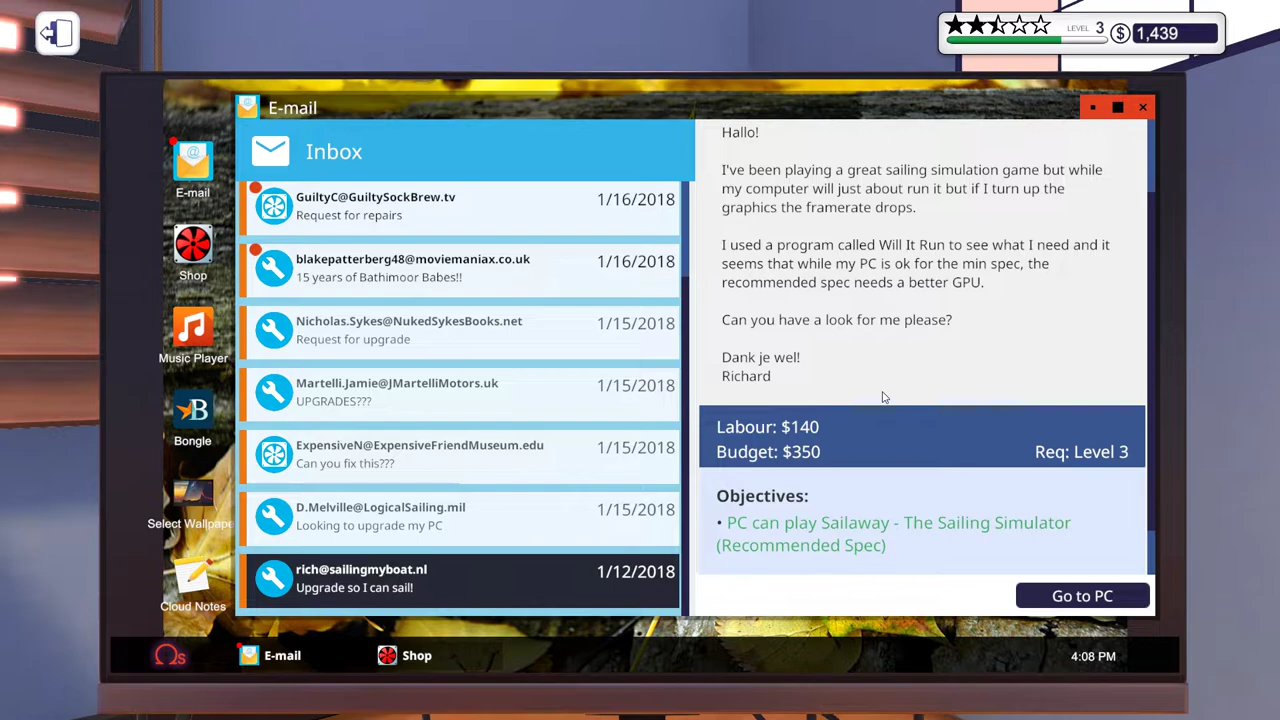 LEVEL 3
$ 1,439
E-mail
Inbox
E-mail
Shop
Music Player
Bongle
Select Wallpape
Cloud Notes
GuiltyC@GuiltySockBrew.tv 1/16/2018
Request for repairs
blakepatterberg48@moviemaniax.co.uk 1/16/2018
15 years of Bathimoor Babes!!
Nicholas.Sykes@NukedSykesBooks.net 1/15/2018
Request for upgrade
Martelli.Jamie@JMartelliMotors.uk 1/15/2018
UPGRADES???
ExpensiveN@ExpensiveFriendMuseum.edu 1/15/2018
Can you fix this???
D.Melville@LogicalSailing.mil 1/15/2018
Looking to upgrade my PC
rich@sailingmyboat.nl 1/12/2018
Upgrade so I can sail!
Hallo!
I've been playing a great sailing simulation game but while
my computer will just about run it but if I turn up the
graphics the framerate drops.
I used a program called Will It Run to see what I need and it
seems that while my PC is ok for the min spec, the
recommended spec needs a better GPU.
Can you have a look for me please?
Dank je wel!
Richard
Labour: $140
Budget: $350 Req: Level 3
Objectives:
• PC can play Sailaway - The Sailing Simulator
(Recommended Spec)
Go to PC
Ωs
E-mail
Shop
4:08 PM